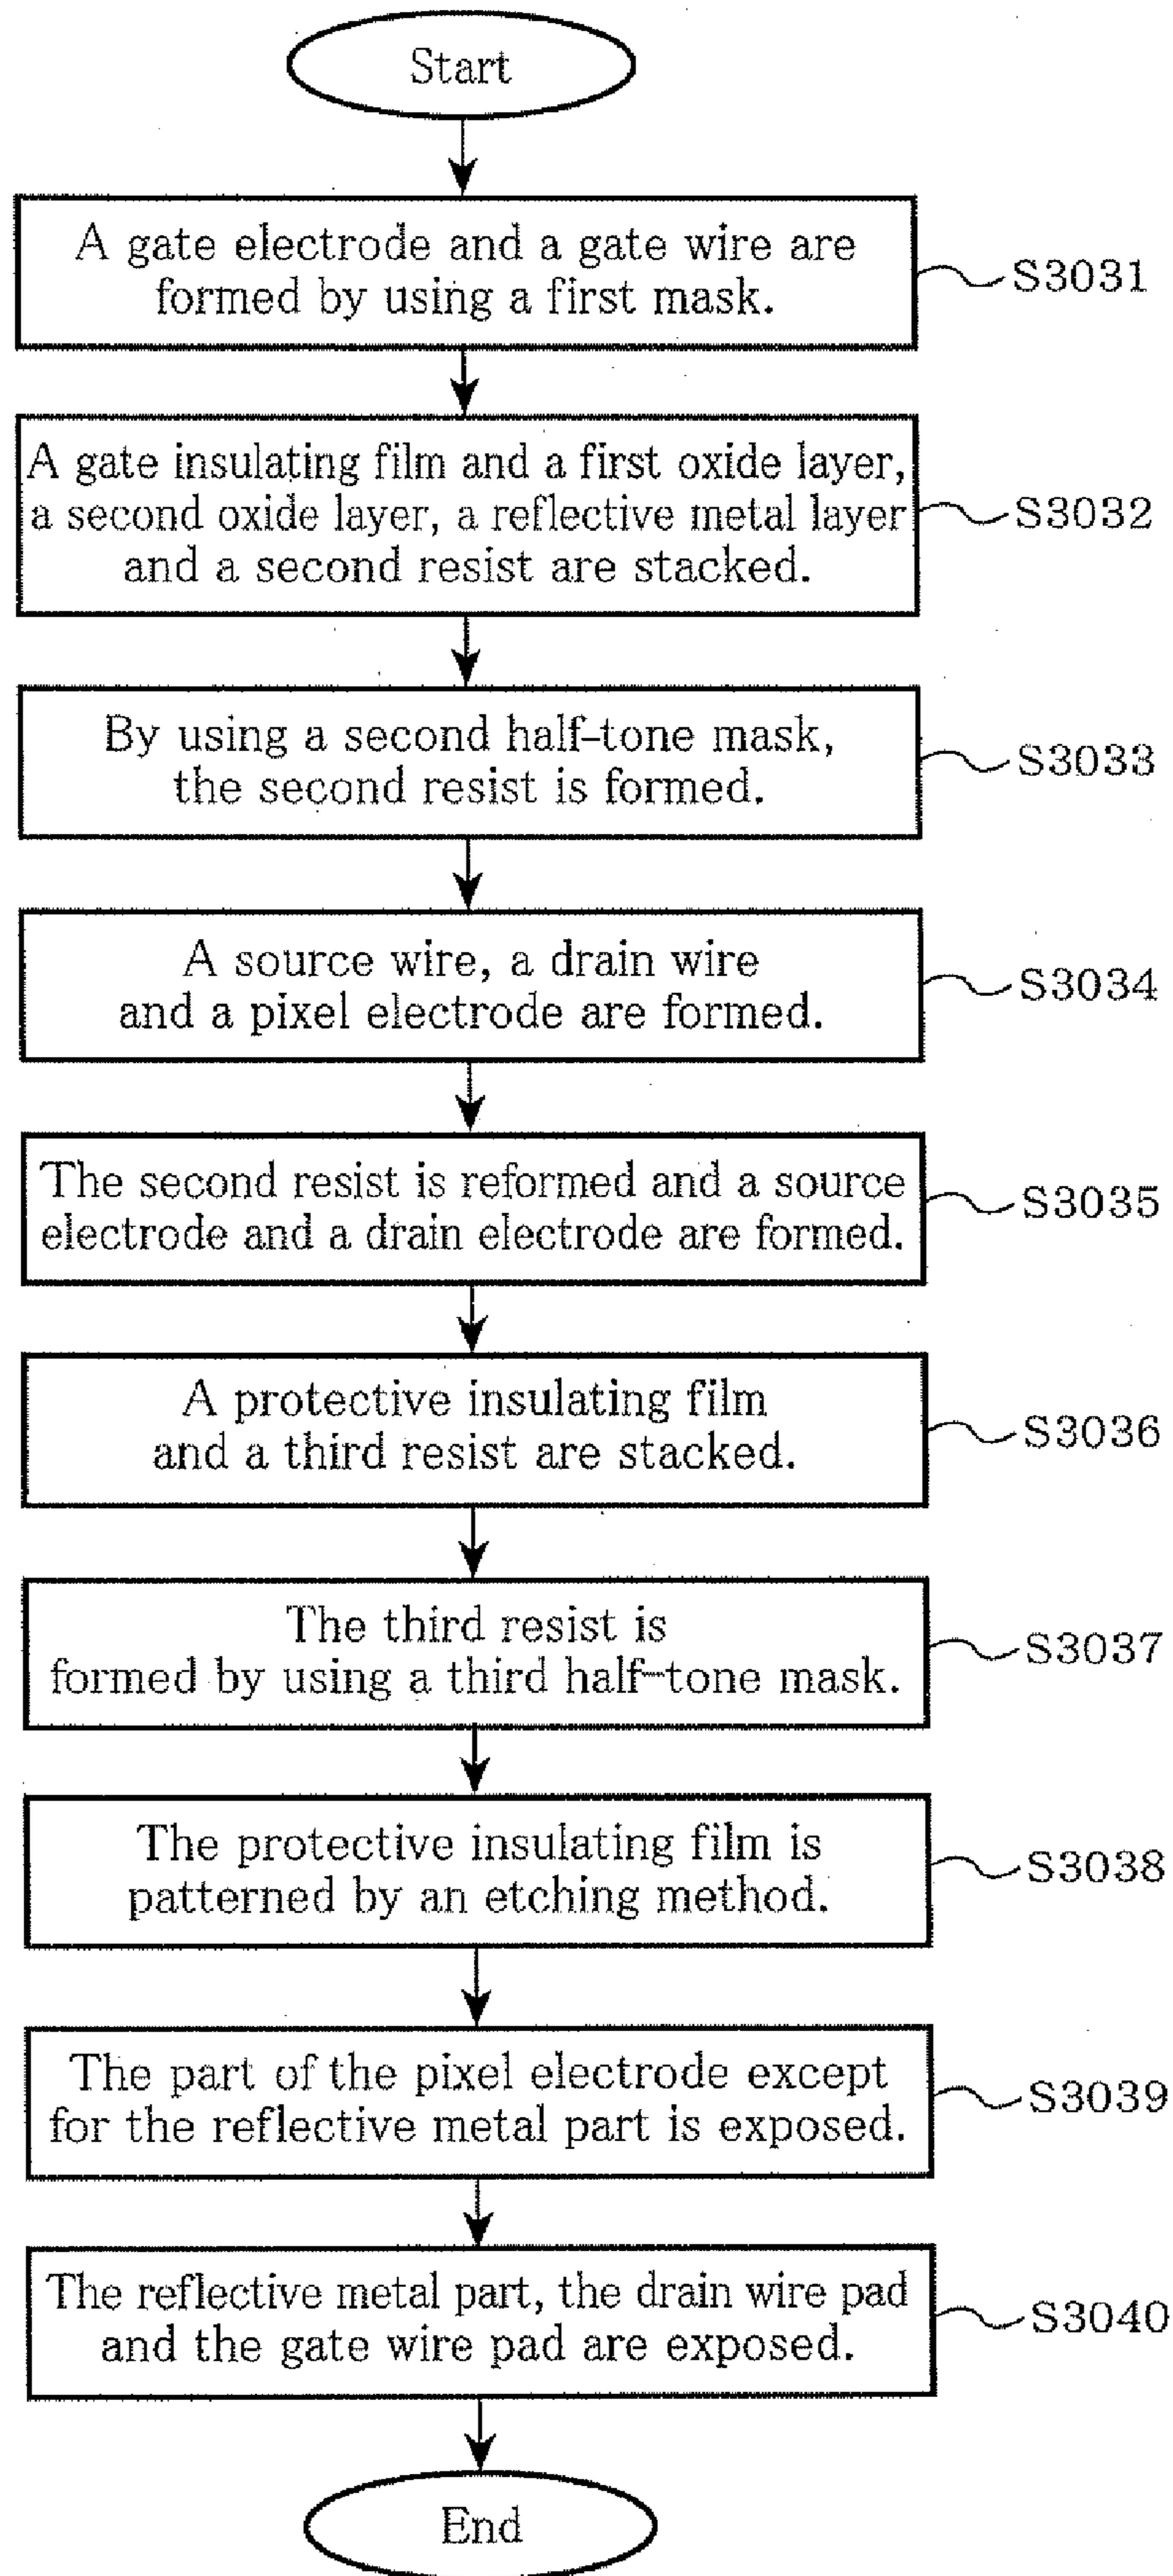 Start
A gate electrode and a gate wire are
formed by using a first mask.
S3031
A gate insulating film and a first oxide layer,
a second oxide layer, a reflective metal layer
and a second resist are stacked.
S3032
By using a second half-tone mask,
the second resist is formed.
S3033
A source wire, a drain wire
and a pixel electrode are formed.
S3034
The second resist is reformed and a source
electrode and a drain electrode are formed.
S3035
A protective insulating film
and a third resist are stacked.
S3036
The third resist is
formed by using a third half-tone mask.
S3037
The protective insulating film is
patterned by an etching method.
S3038
The part of the pixel electrode except
for the reflective metal part is exposed.
S3039
The reflective metal part, the drain wire pad
and the gate wire pad are exposed.
S3040
End